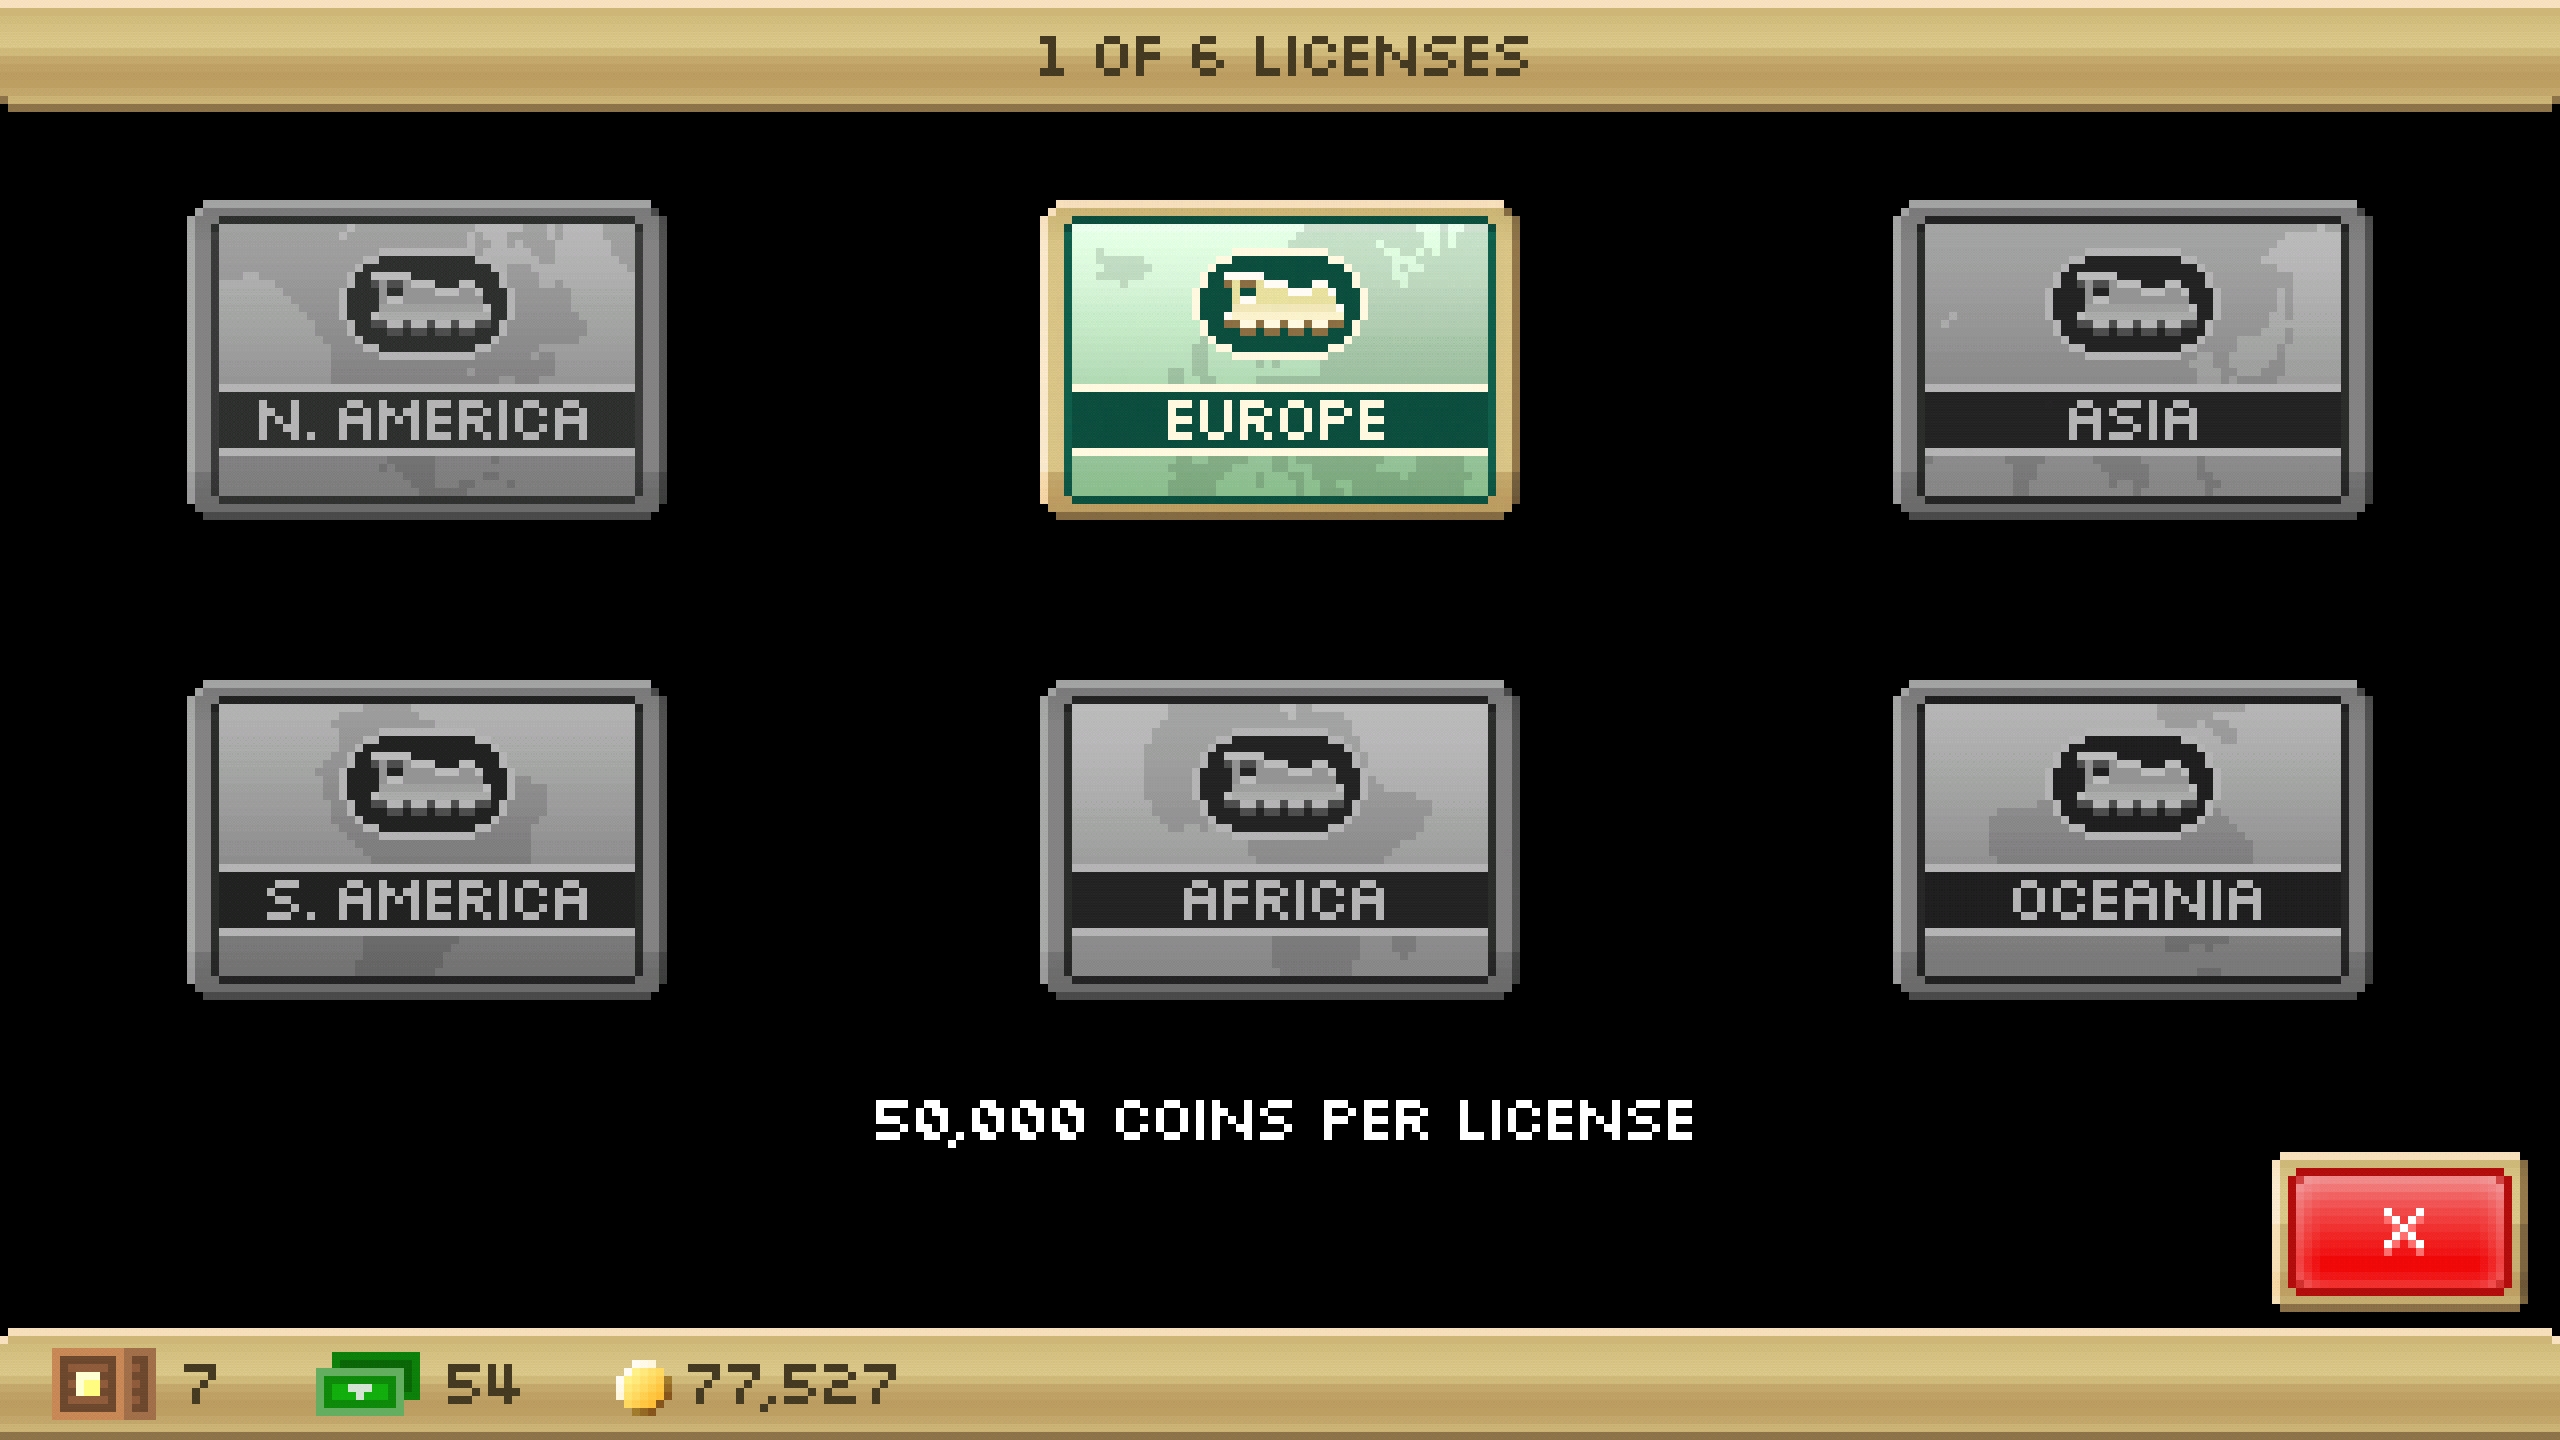 1 OF 6 LICENSES
N. AMERICA
EUROPE
ASIA
S. AMERICA
AFRICA
OCEANIA
50,000 COINS PER LICENSE
X
7 54 77,527